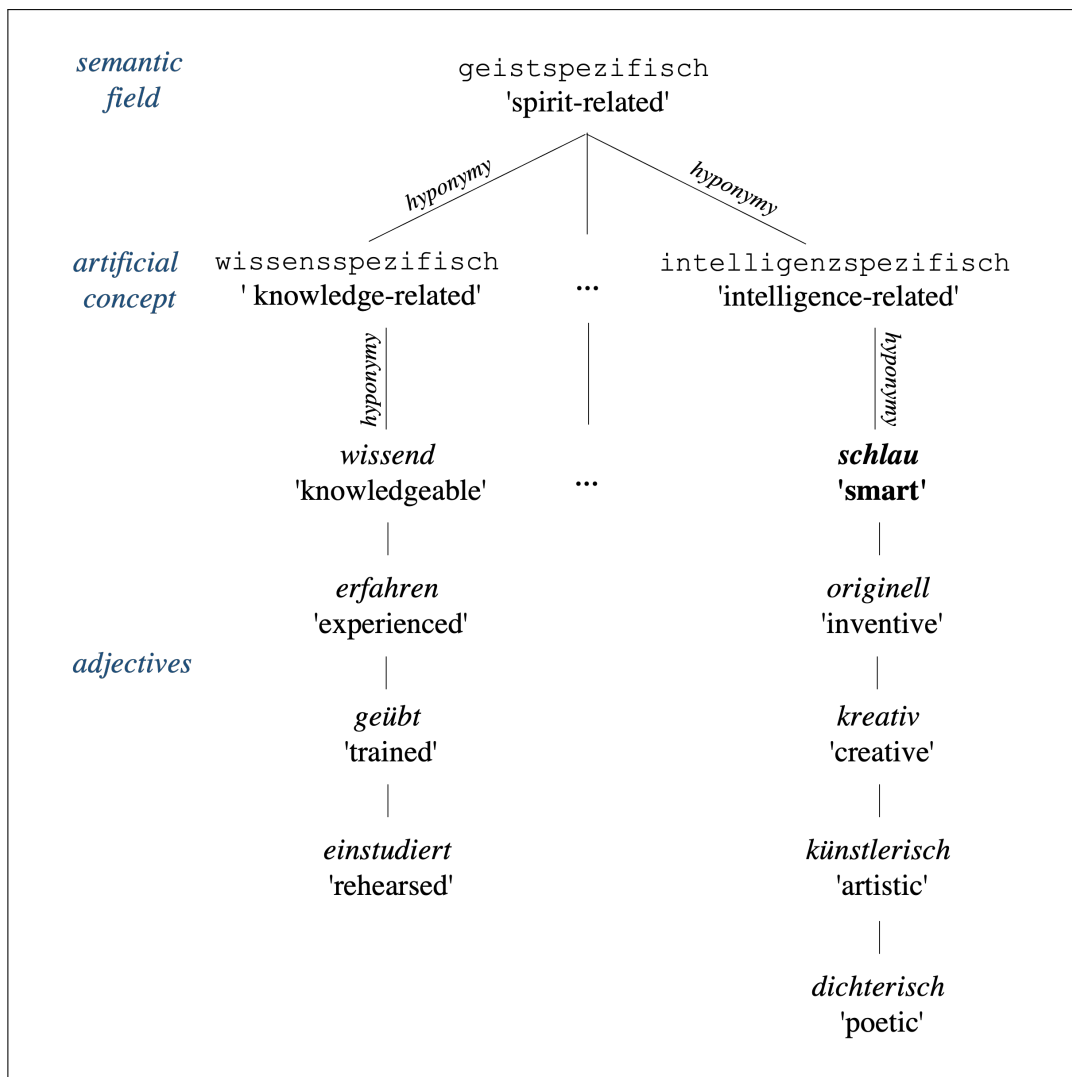 semantic
field
geistspezifisch
'spirit-related'
hyponymy
hyponymy
artificial
concept
wissensspezifisch
' knowledge-related'
...
intelligenzspezifisch
'intelligence-related'
hyponymy
hyponymy
wissend
'knowledgeable'
...
schlau
'smart'
erfahren
'experienced'
originell
'inventive'
adjectives
geübt
'trained'
kreativ
'creative'
einstudiert
'rehearsed'
künstlerisch
'artistic'
dichterisch
'poetic'